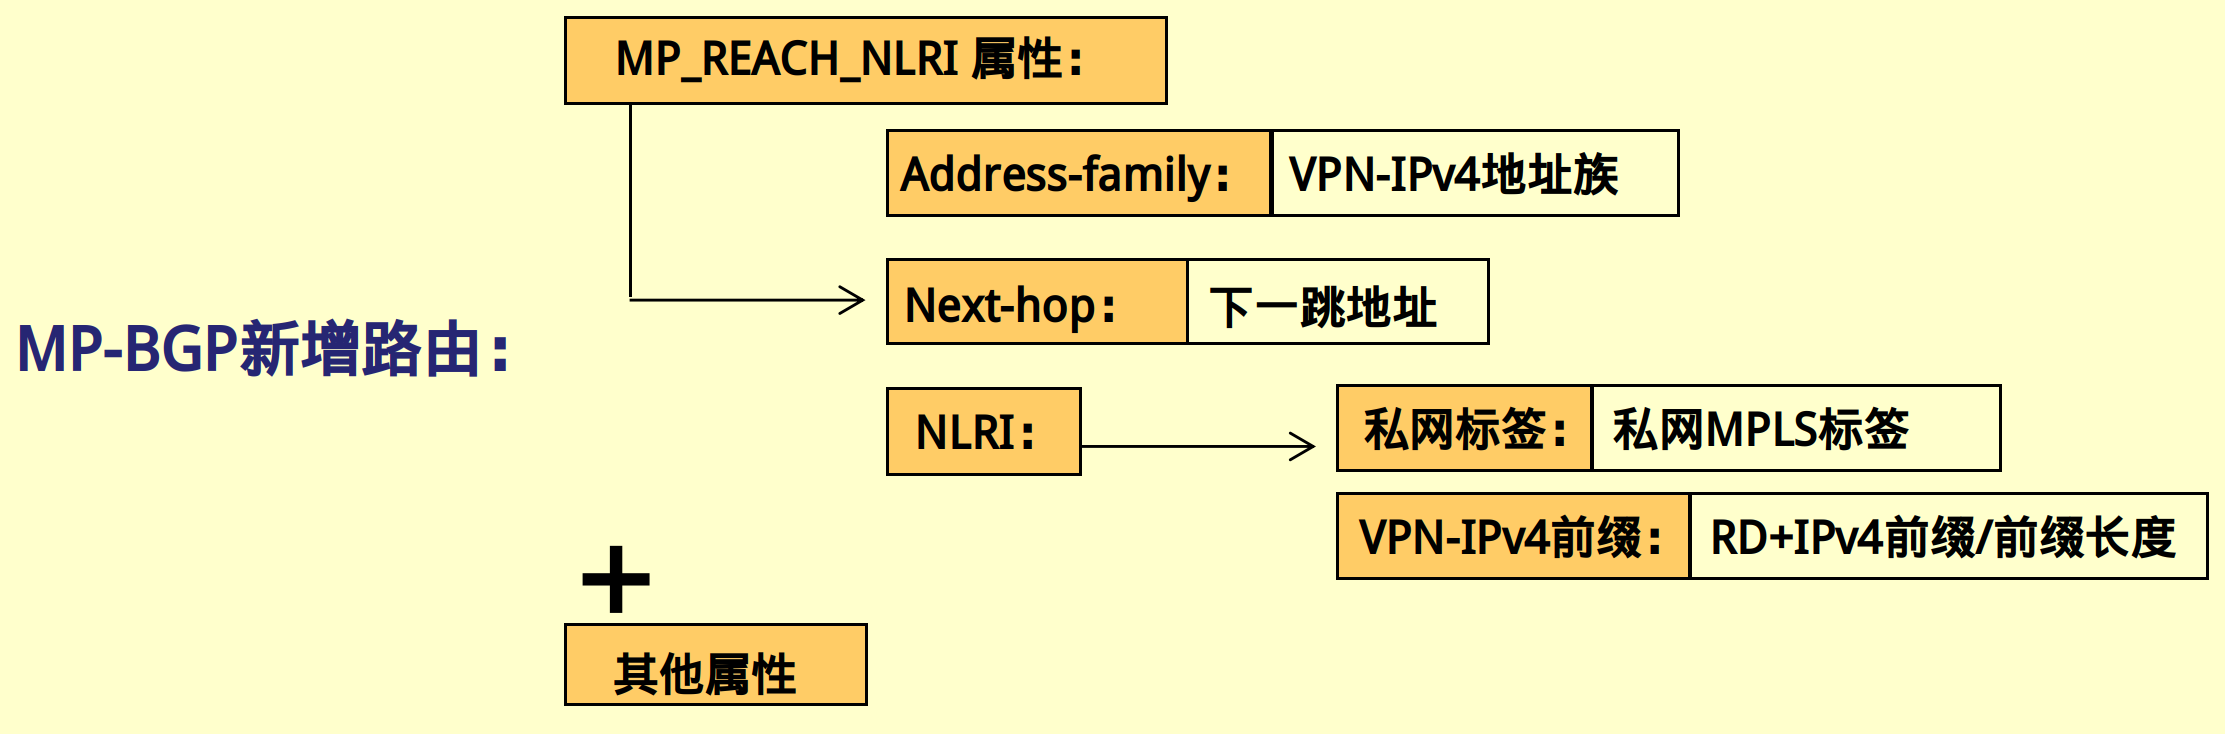 MP_REACH_NLRI 属性：
Address-family： VPN-IPv4地址族
Next-hop： 下一跳地址
MP-BGP新增路由：
NLRI： 私网标签： 私网MPLS标签
VPN-IPv4前缀： RD+IPv4前缀/前缀长度
+
其他属性